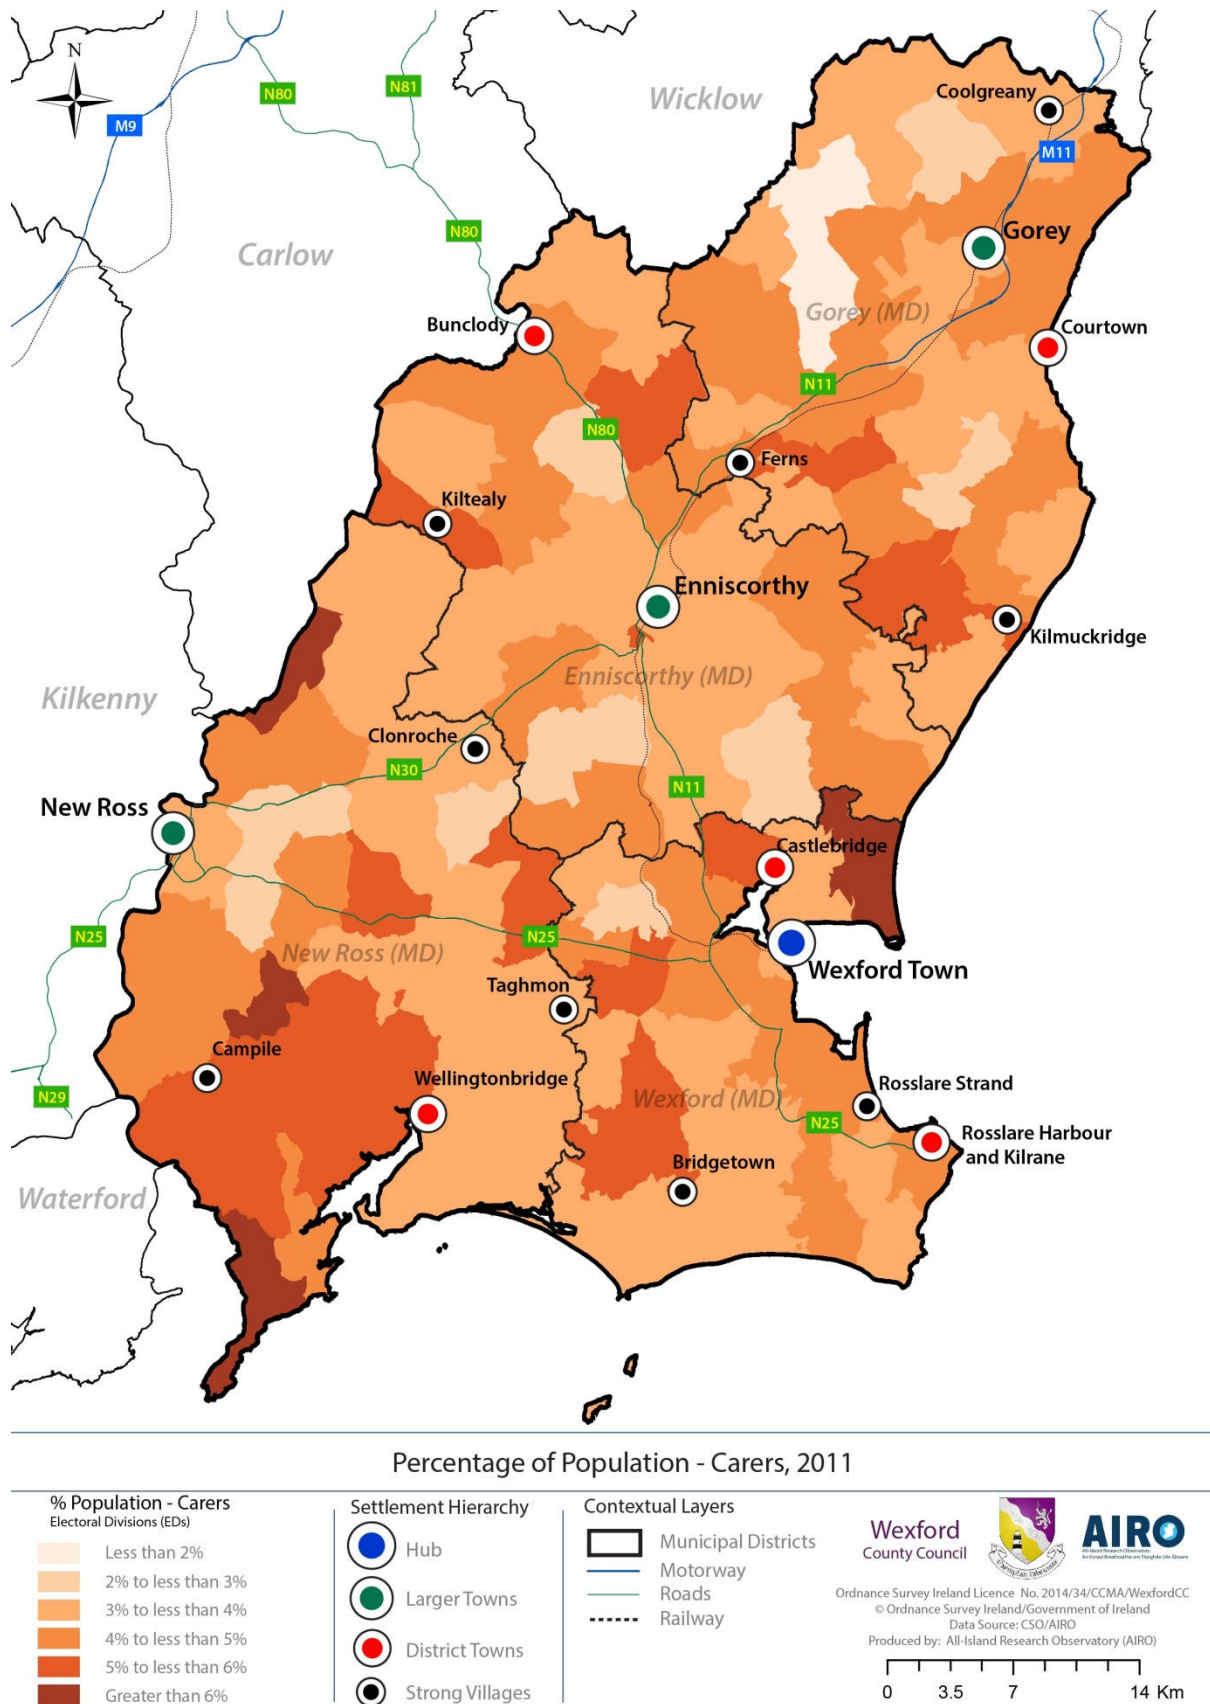 N
N80
N81
M9
Wicklow
Coolgreany
M11
N80
Carlow
Gorey
Gorey (MD)
Bunclody
Courtown
N11
N80
Ferns
Kiltealy
Enniscorthy
Kilmuckridge
Enniscorthy (MD)
Kilkenny
Clonroche
N30
N11
New Ross
Castlebridge
N25
N25
New Ross (MD)
Wexford Town
Taghmon
Campile
Wellingtonbridge
Rosslare Strand
N29
Wexford (MD)
N25
Rosslare Harbour
and Kilrane
Bridgetown
Waterford
Percentage of Population - Carers, 2011
% Population - Carers
Electoral Divisions (EDs)
Less than 2%
2% to less than 3%
3% to less than 4%
4% to less than 5%
5% to less than 6%
Greater than 6%
Settlement Hierarchy
Hub
Larger Towns
District Towns
Strong Villages
Contextual Layers
Municipal Districts
Motorway
Roads
Railway
Wexford
County Council
AIRO
All-Island Research Observatory
Ordnance Survey Ireland Licence No. 2014/34/CCMA/WexfordCC
© Ordnance Survey Ireland/Government of Ireland
Data Source: CSO/AIRO
Produced by: All-Island Research Observatory (AIRO)
0 3.5 7 14 Km